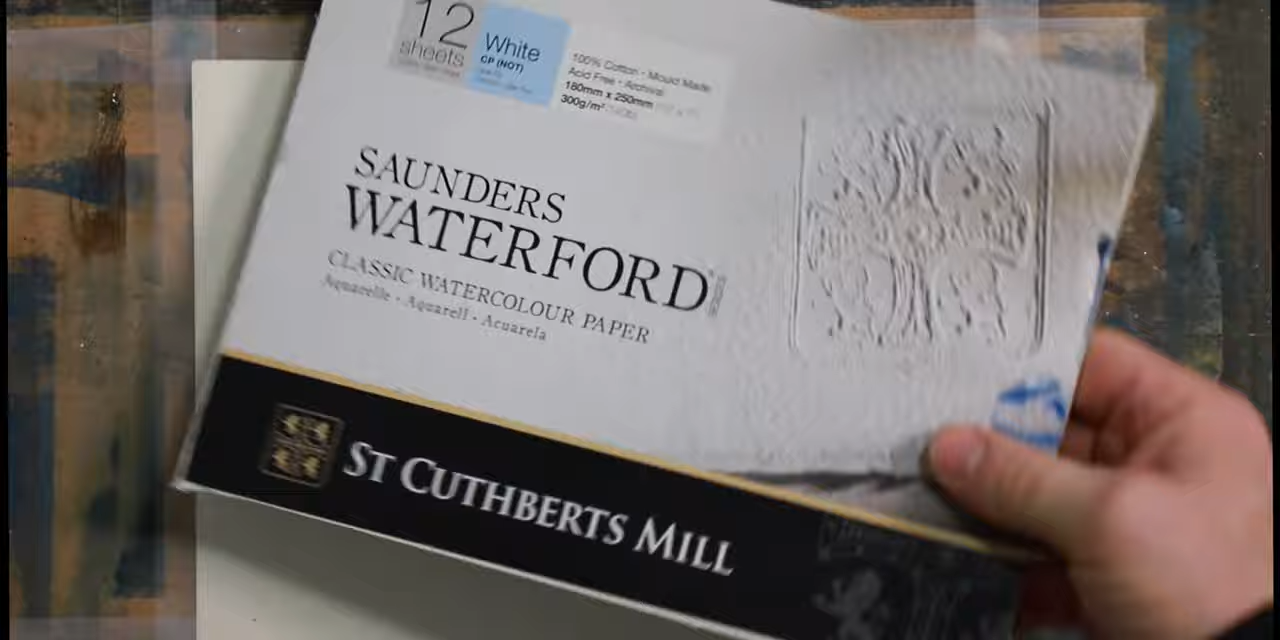 12
sheets
White
CP (NOT)
100% Cotton - Mould Made
Acid Free - Archival
180mm x 250mm
300g/m²
SAUNDERS
WATERFORD
CLASSIC WATERCOLOUR PAPER
Aquarelle - Aquarell - Acuarela
ST CUTHBERTS MILL